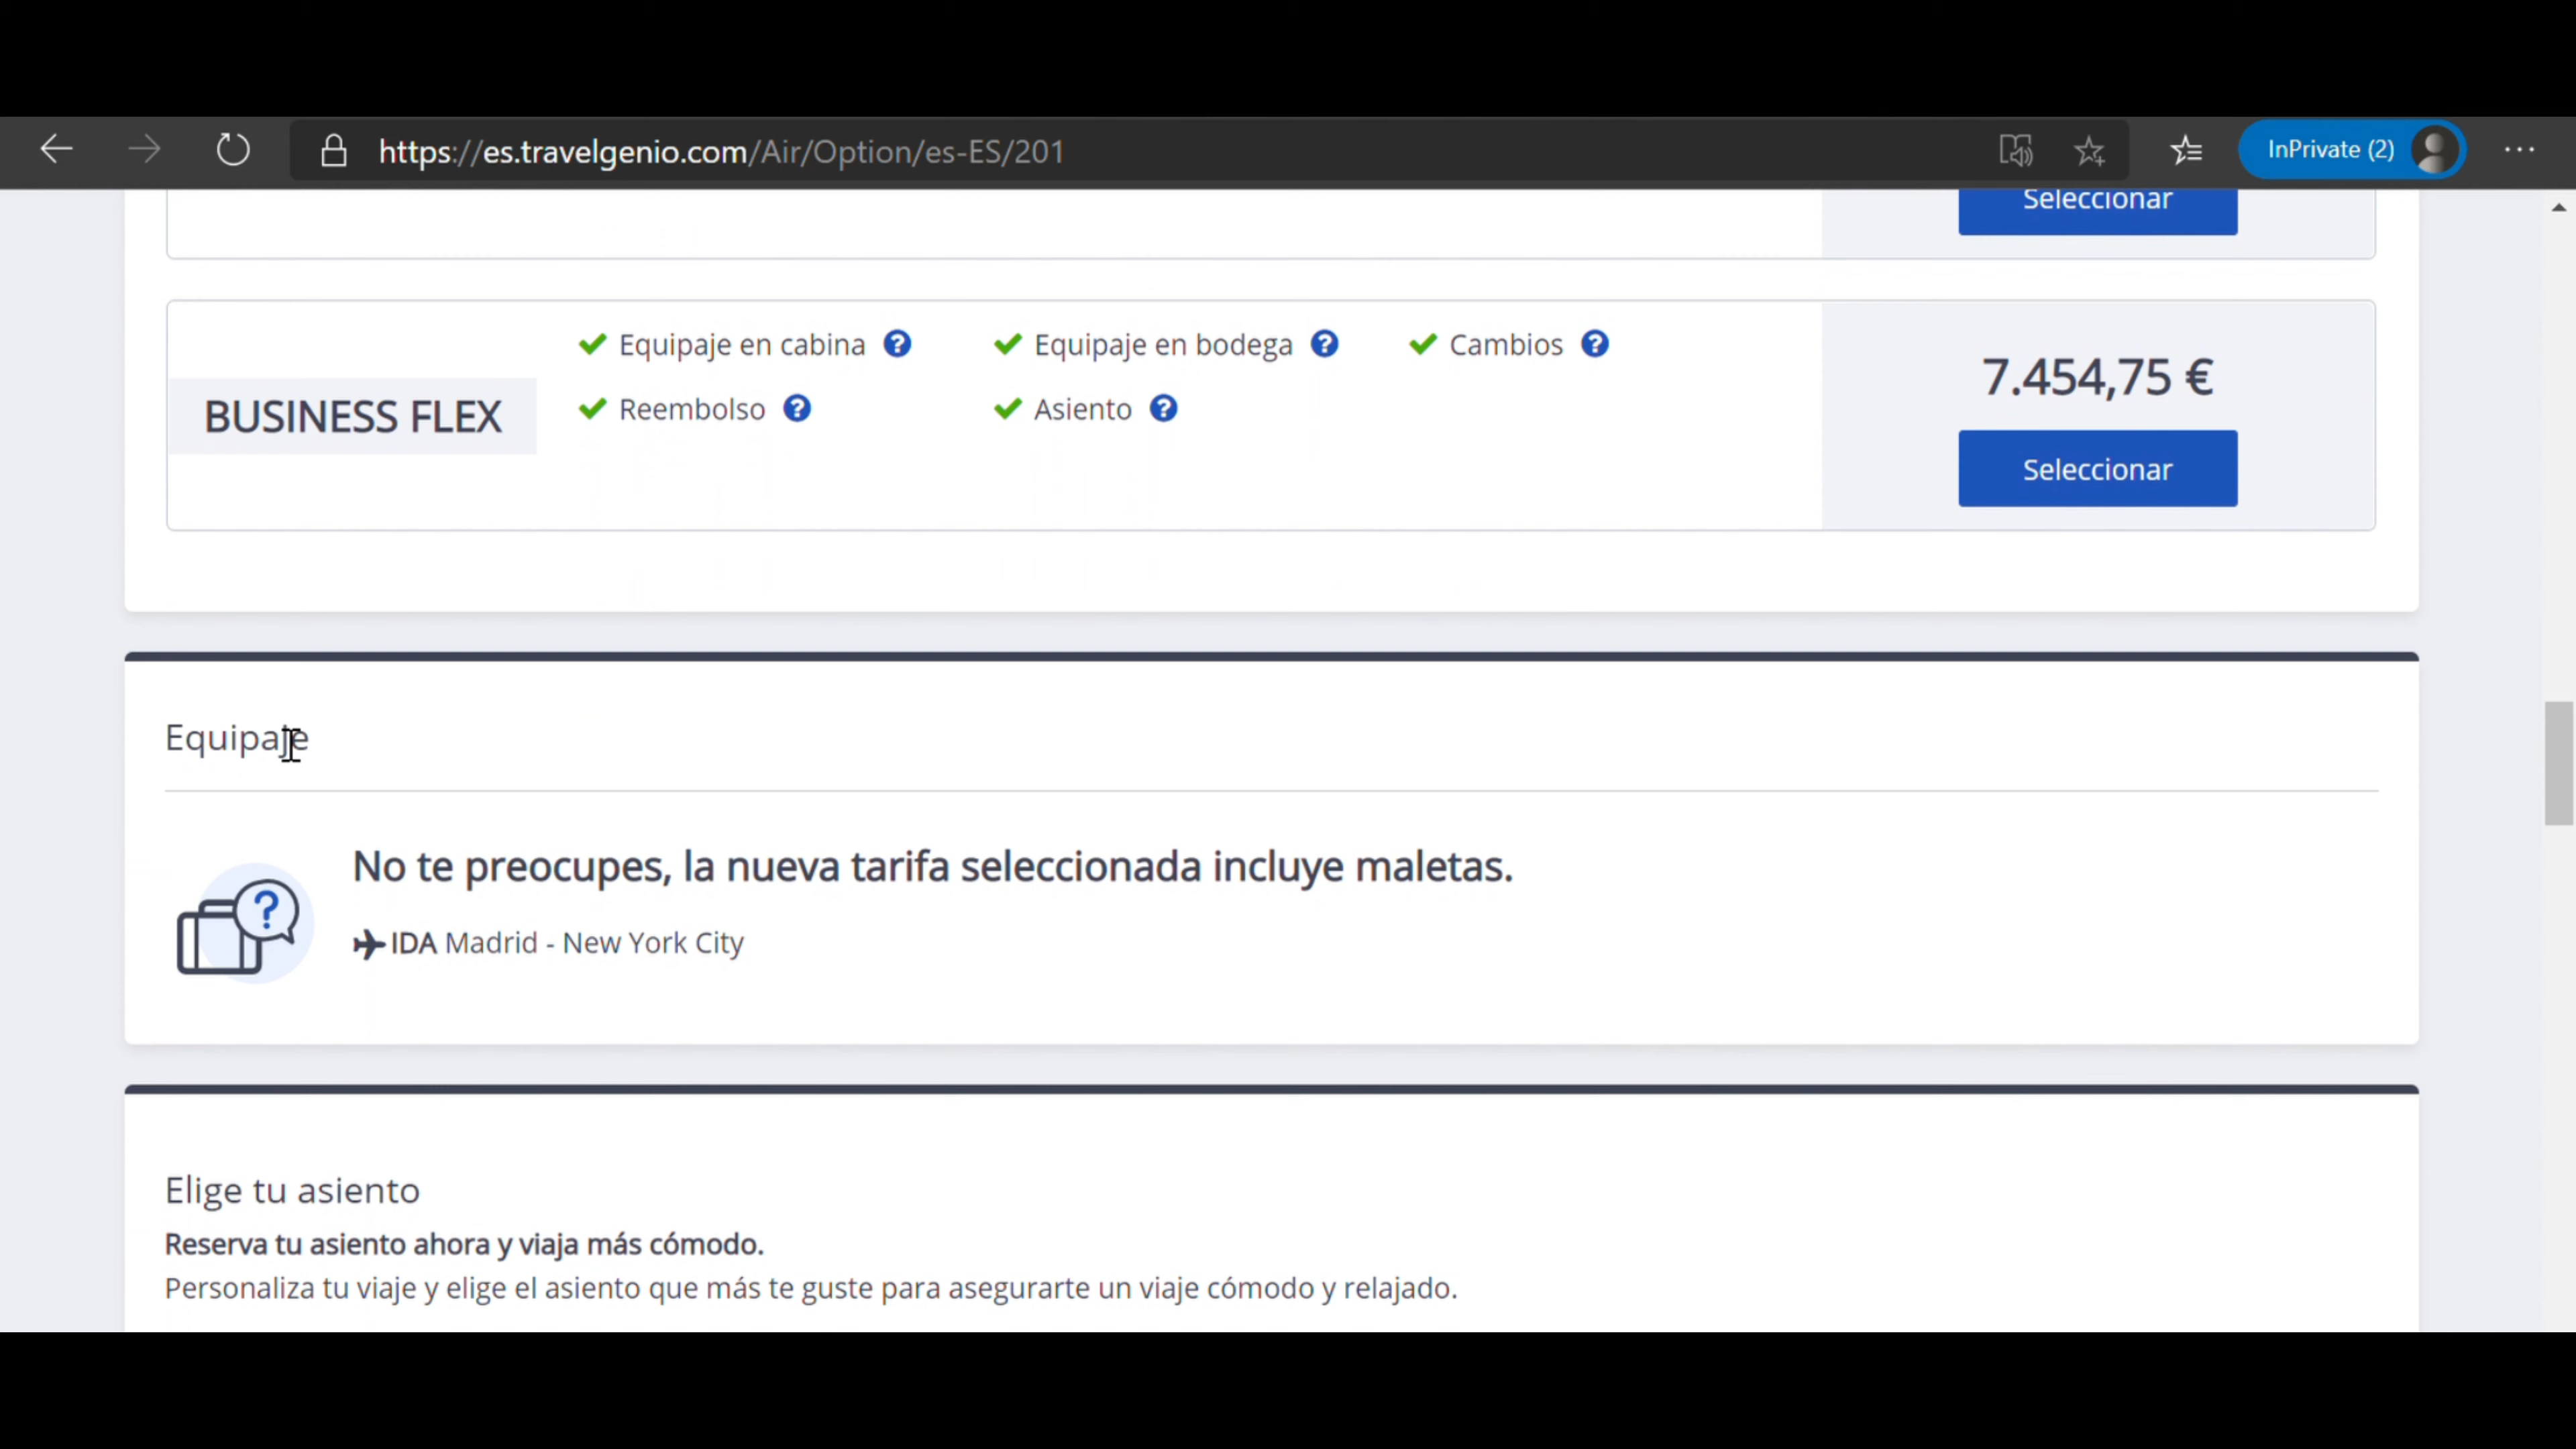 https://es.travelgenio.com/Air/Option/es-ES/201
InPrivate (2)
Seleccionar
Equipaje en cabina ?
Equipaje en bodega ?
Cambios ?
BUSINESS FLEX
Reembolso ?
Asiento ?
7.454,75 €
Seleccionar
Equipaje
No te preocupes, la nueva tarifa seleccionada incluye maletas.
?
IDA Madrid - New York City
Elige tu asiento
Reserva tu asiento ahora y viaja más cómodo.
Personaliza tu viaje y elige el asiento que más te guste para asegurarte un viaje cómodo y relajado.